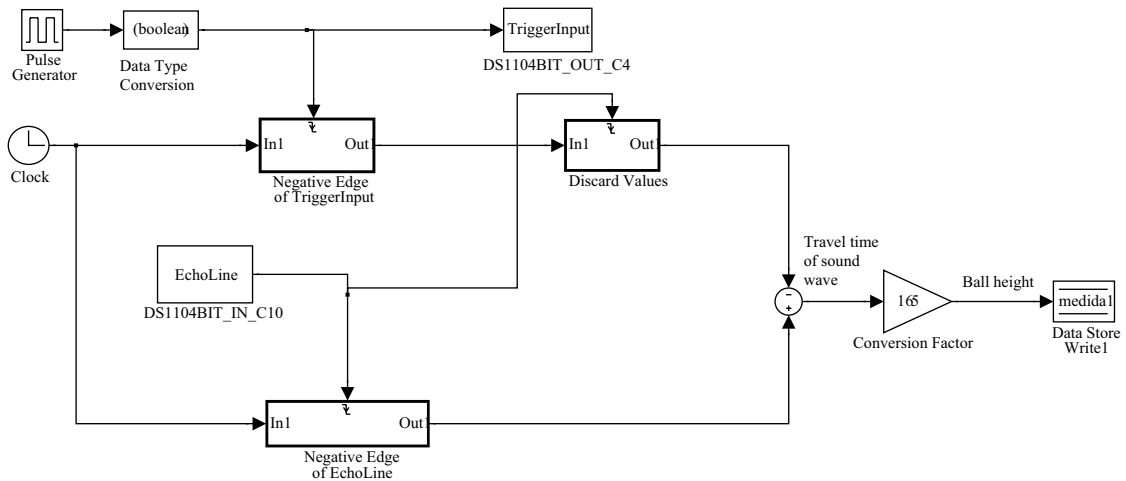 Pulse
Generator
(boolean)
Data Type
Conversion
TriggerInput
DS1104BIT_OUT_C4
Clock
In1
Out1
Negative Edge
of TriggerInput
In1
Out1
Discard Values
EchoLine
DS1104BIT_IN_C10
Travel time
of sound
wave
−
+
165
Conversion Factor
Ball height
medida1
Data Store
Write1
In1
Out1
Negative Edge
of EchoLine